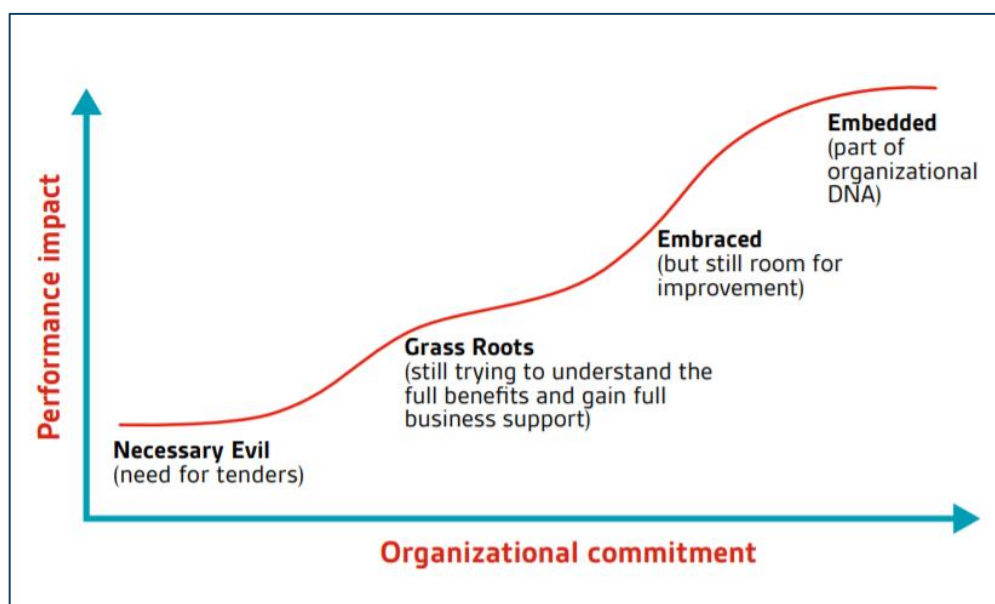 Performance impact
Embedded
(part of
organizational
DNA)
Embraced
(but still room for
improvement)
Grass Roots
(still trying to understand the
full benefits and gain full
business support)
Necessary Evil
(need for tenders)
Organizational commitment